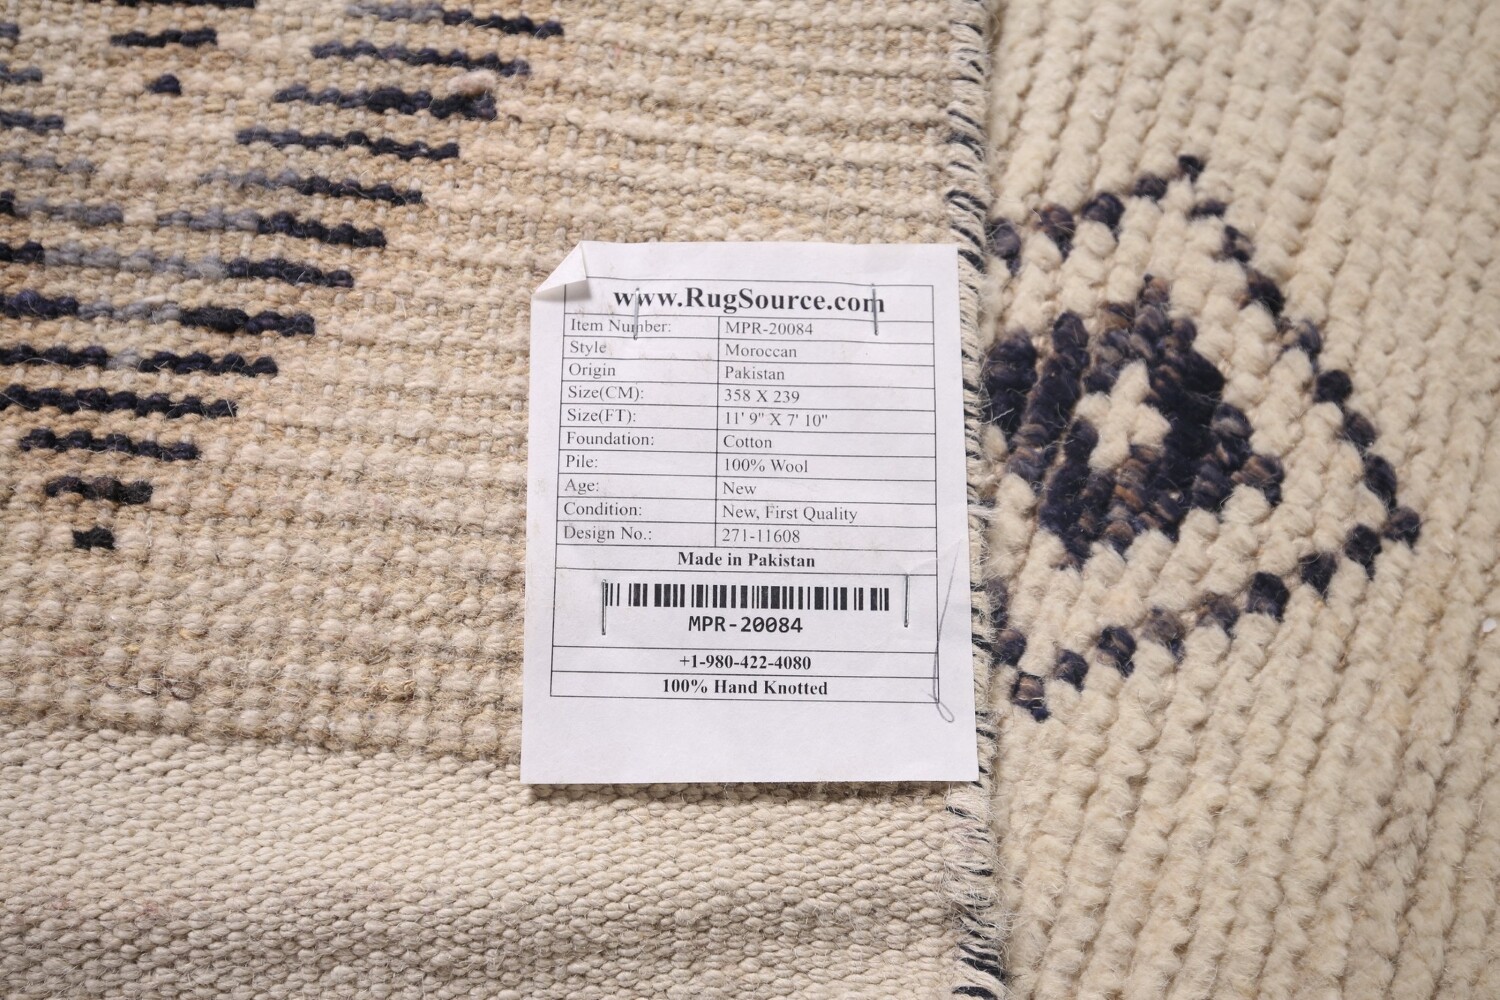 www.RugSource.com
Item Number: MPR-20084
Style Moroccan
Origin Pakistan
Size(CM): 358 X 239
Size(FT): 11' 9" X 7' 10"
Foundation: Cotton
Pile: 100% Wool
Age: New
Condition: New, First Quality
Design No.: 271-11608
Made in Pakistan
MPR-20084
+1-980-422-4080
100% Hand Knotted